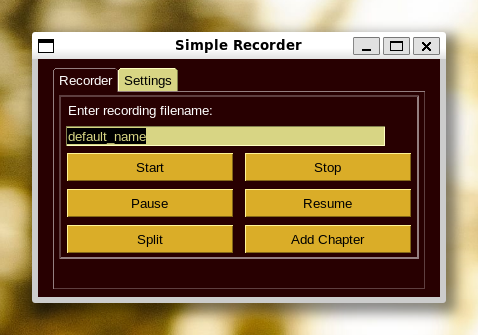 Simple Recorder
Recorder Settings
Enter recording filename:
default_name
Start Stop
Pause Resume
Split Add Chapter